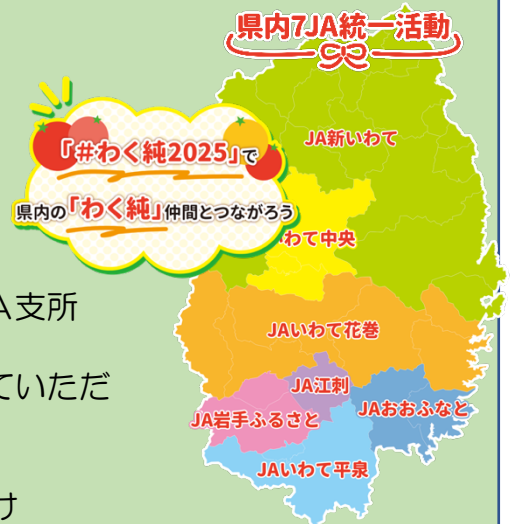 県内7JA統一活動
JA新いわて
「#わく純2025」で
県内の「わく純」仲間とつながろう
わて中央
A支所
JAいわて花巻
ていただ
JA江刺
JAおおふなと
JA岩手ふるさと
JAいわて平泉
け